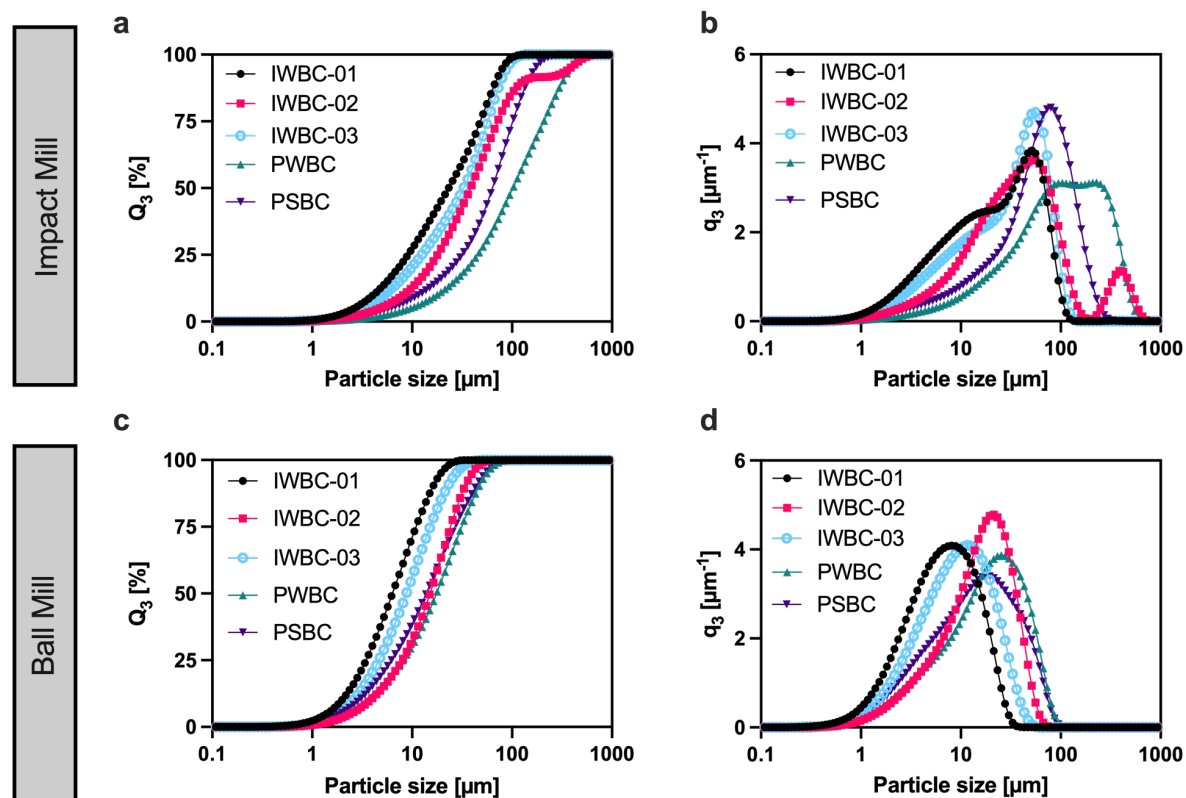 Impact Mill
a
Q3 [%]
100
75
50
25
0
IWBC-01
IWBC-02
IWBC-03
PWBC
PSBC
0.1 1 10 100 1000
Particle size [µm]
b
q3 [µm-1]
6
4
2
0
IWBC-01
IWBC-02
IWBC-03
PWBC
PSBC
0.1 1 10 100 1000
Particle size [µm]
Ball Mill
c
Q3 [%]
100
75
50
25
0
IWBC-01
IWBC-02
IWBC-03
PWBC
PSBC
0.1 1 10 100 1000
Particle size [µm]
d
q3 [µm-1]
6
4
2
0
IWBC-01
IWBC-02
IWBC-03
PWBC
PSBC
0.1 1 10 100 1000
Particle size [µm]